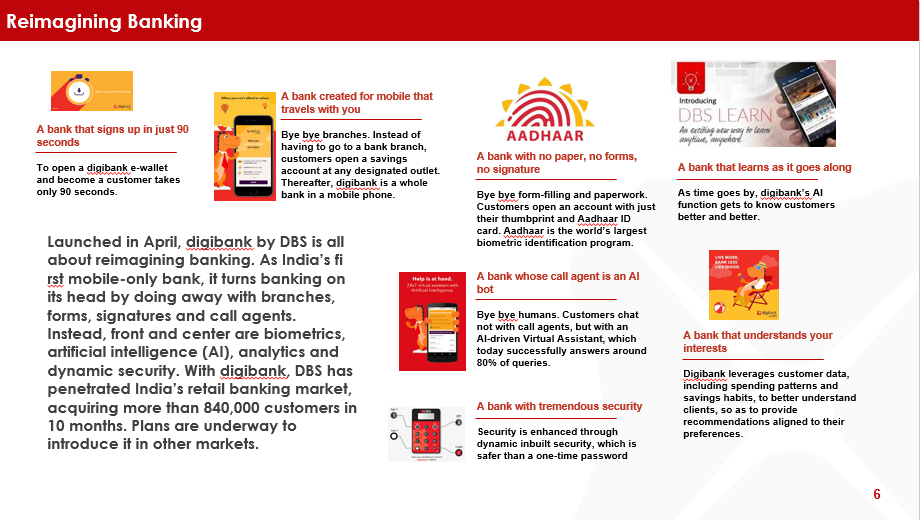 Reimagining Banking
A bank that signs up in just 90
seconds
To open a digibank e-wallet
and become a customer takes
only 90 seconds.
A bank created for mobile that
travels with you
Bye bye branches. Instead of
having to go to a bank branch,
customers open a savings
account at any designated outlet.
Thereafter, digibank is a whole
bank in a mobile phone.
AADHAAR
A bank with no paper, no forms,
no signature
Bye bye form-filling and paperwork.
Customers open an account with just
their thumbprint and Aadhaar ID
card. Aadhaar is the world's largest
biometric identification program.
Introducing
DBS LEARN
An exciting new way to learn
anytime, anywhere!
A bank that learns as it goes along
As time goes by, digibank's AI
function gets to know customers
better and better.
Launched in April, digibank by DBS is all
about reimagining banking. As India's fi
rst mobile-only bank, it turns banking on
its head by doing away with branches,
forms, signatures and call agents.
Instead, front and center are biometrics,
artificial intelligence (AI), analytics and
dynamic security. With digibank, DBS has
penetrated India's retail banking market,
acquiring more than 840,000 customers in
10 months. Plans are underway to
introduce it in other markets.
Help is at hand.
24x7 virtual assistant with
Artificial Intelligence.
A bank whose call agent is an AI
bot
Bye bye humans. Customers chat
not with call agents, but with an
AI-driven Virtual Assistant, which
today successfully answers around
80% of queries.
A bank with tremendous security
Security is enhanced through
dynamic inbuilt security, which is
safer than a one-time password
LIVE MORE,
BANK LESS
A bank that understands your
interests
Digibank leverages customer data,
including spending patterns and
savings habits, to better understand
clients, so as to provide
recommendations aligned to their
preferences.
6